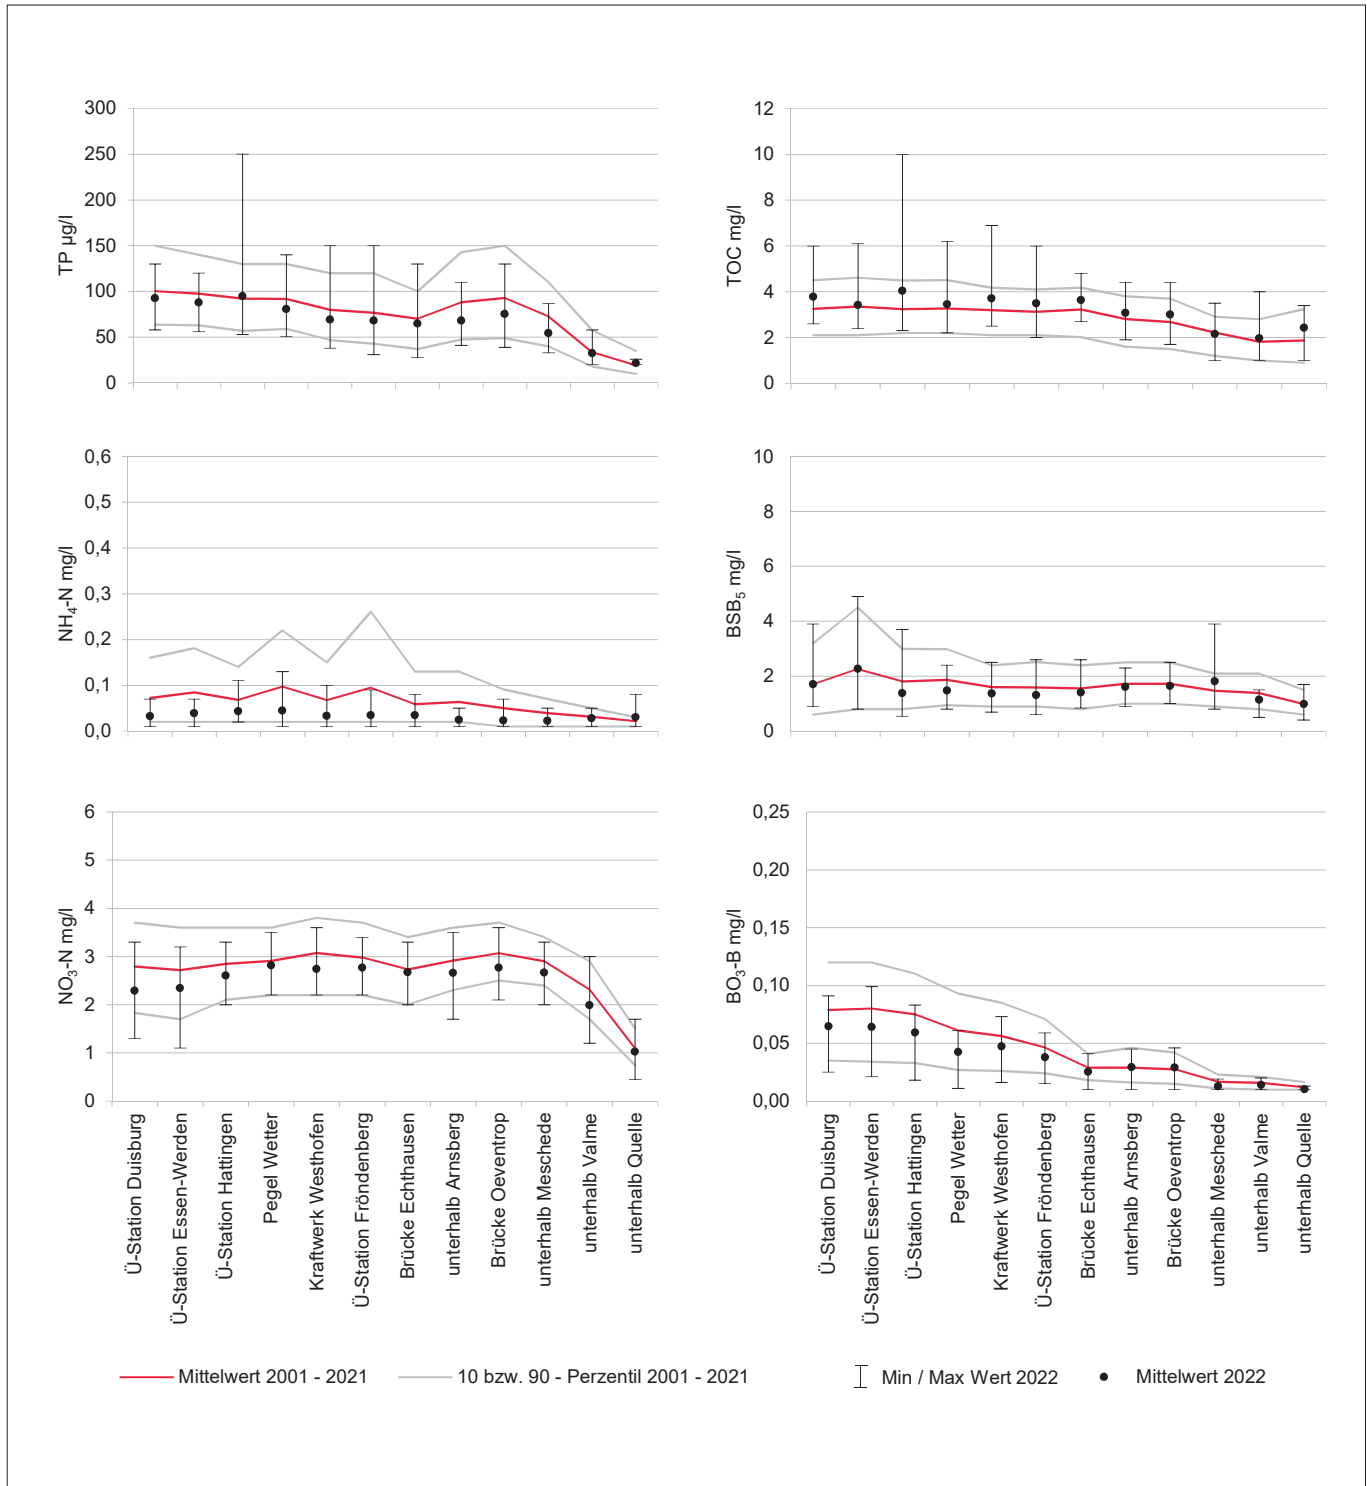 TP µg/l
300
250
200
150
100
50
0
TOC mg/l
12
10
8
6
4
2
0
NH₄-N mg/l
0,6
0,5
0,4
0,3
0,2
0,1
0,0
BSB₅ mg/l
10
8
6
4
2
0
NO₃-N mg/l
6
5
4
3
2
1
0
BO₃-B mg/l
0,25
0,20
0,15
0,10
0,05
0,00
Ü-Station Duisburg
Ü-Station Essen-Werden
Ü-Station Hattingen
Pegel Wetter
Kraftwerk Westhofen
Ü-Station Fröndenberg
Brücke Echthausen
unterhalb Arnsberg
Brücke Oeventrop
unterhalb Meschede
unterhalb Valme
unterhalb Quelle
Ü-Station Duisburg
Ü-Station Essen-Werden
Ü-Station Hattingen
Pegel Wetter
Kraftwerk Westhofen
Ü-Station Fröndenberg
Brücke Echthausen
unterhalb Arnsberg
Brücke Oeventrop
unterhalb Meschede
unterhalb Valme
unterhalb Quelle
Mittelwert 2001 - 2021
10 bzw. 90 - Perzentil 2001 - 2021
Min / Max Wert 2022
Mittelwert 2022